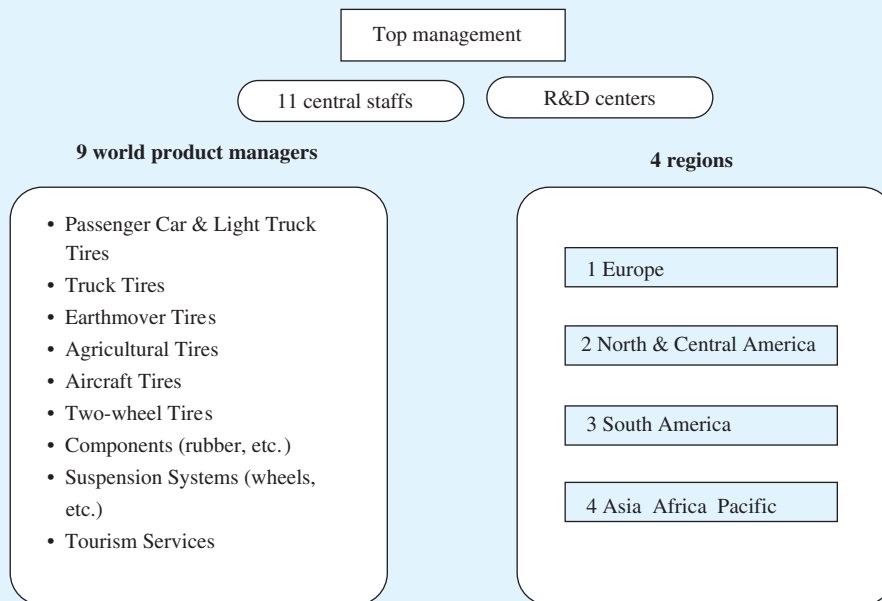 Top management
11 central staffs
R&D centers
9 world product managers
4 regions
• Passenger Car & Light Truck
Tires
• Truck Tires
• Earthmover Tires
• Agricultural Tires
• Aircraft Tires
• Two-wheel Tires
• Components (rubber, etc.)
• Suspension Systems (wheels,
etc.)
• Tourism Services
1 Europe
2 North & Central America
3 South America
4 Asia Africa Pacific